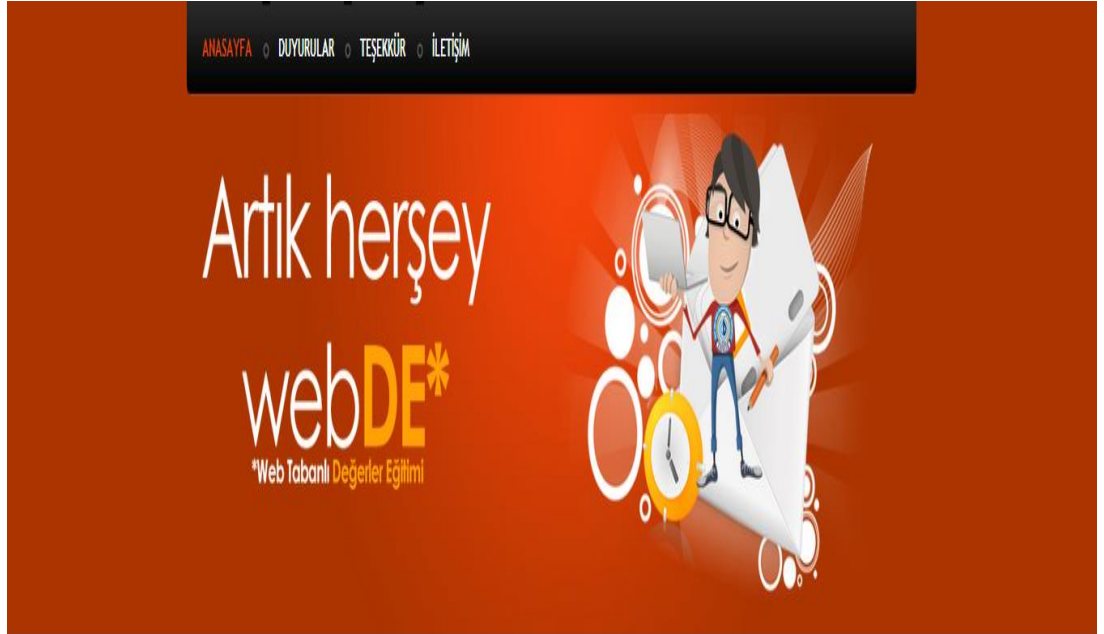 ANASAYFA DUYURULAR TEŞEKKÜR İLETİŞİM
Artık herşey
webDE*
*Web Tabanlı Değerler Eğitimi